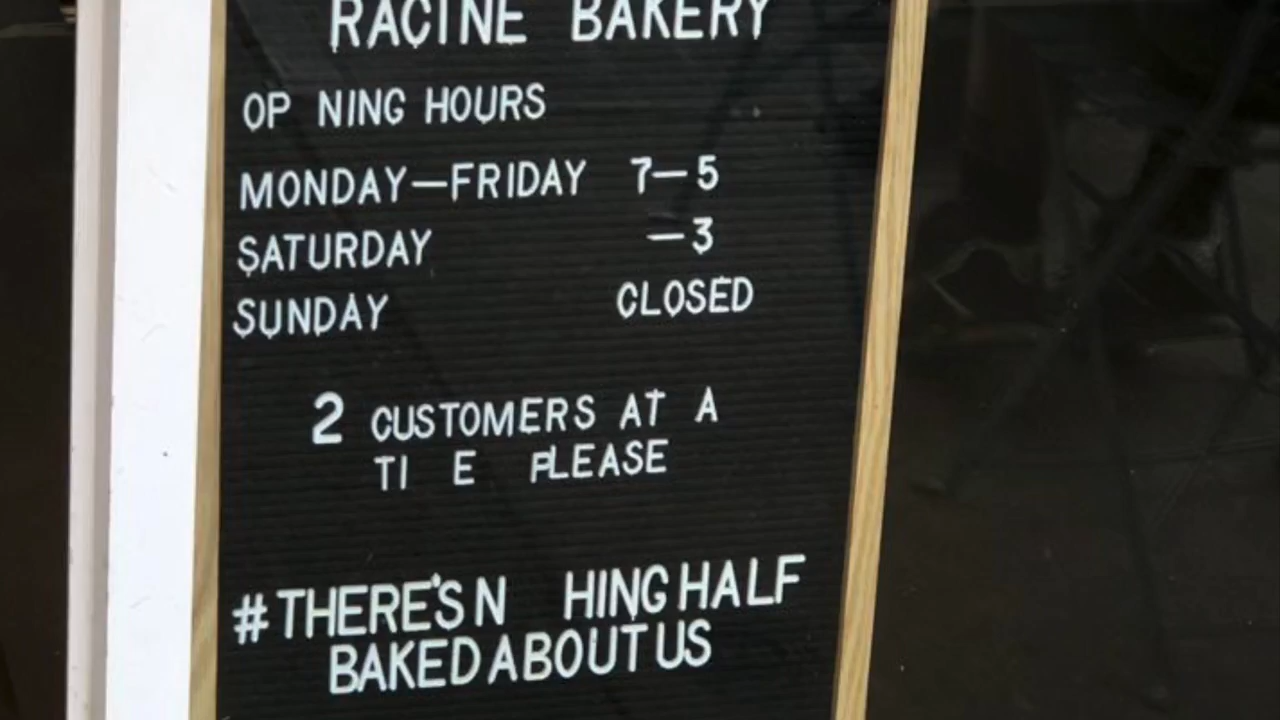 RACINE BAKERY
OP NING HOURS
MONDAY—FRIDAY 7—5
SATURDAY —3
SUNDAY CLOSED
2 CUSTOMERS AT A
TI E PLEASE
#THERE'S N HING HALF
BAKED ABOUT US